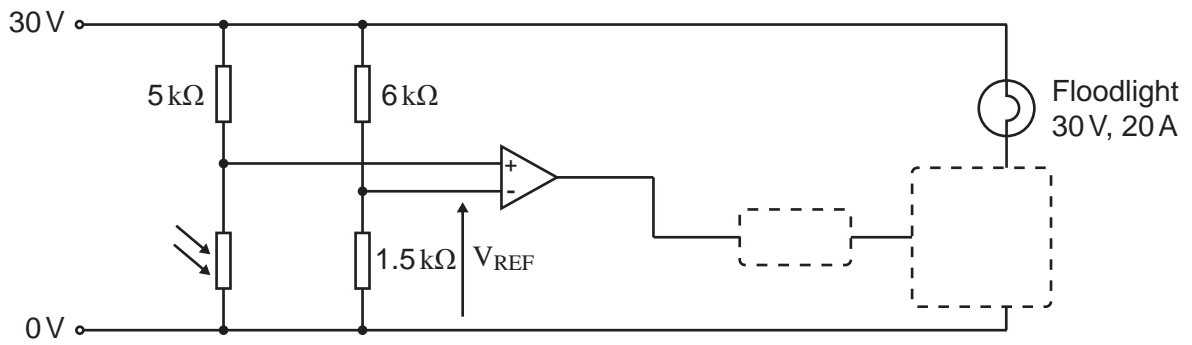 30 V
5 kΩ
6 kΩ
Floodlight
30 V, 20 A
+
-
1.5 kΩ
V_REF
0 V